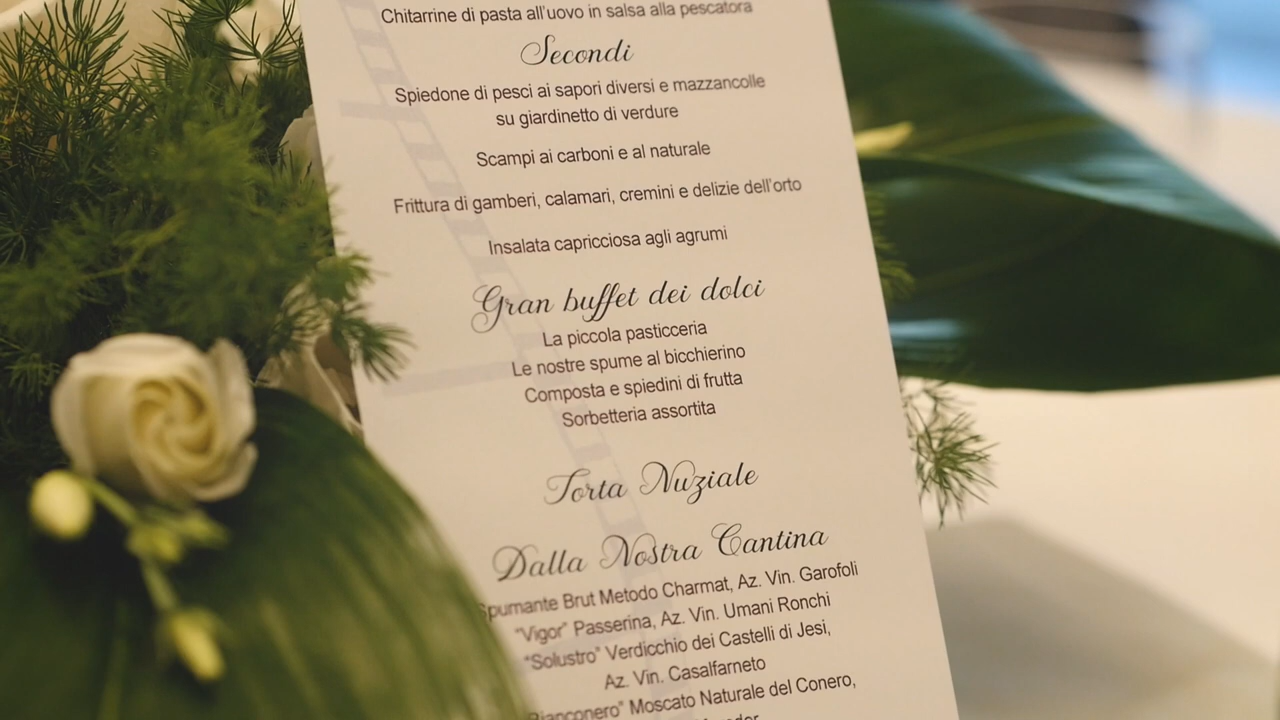 Chitarrine di pasta all'uovo in salsa alla pescatora
Secondi
Spiedone di pesci ai sapori diversi e mazzancolle
su giardinetto di verdure
Scampi ai carboni e al naturale
Frittura di gamberi, calamari, cremini e delizie dell'orto
Insalata capricciosa agli agrumi
Gran buffet dei dolci
La piccola pasticceria
Le nostre spume al bicchierino
Composta e spiedini di frutta
Sorbetteria assortita
Torta Nuziale
Dalla Nostra Cantina
Spumante Brut Metodo Charmat, Az. Vin. Garofoli
"Vigor" Passerina, Az. Vin. Umani Ronchi
"Solustro" Verdicchio dei Castelli di Jesi,
Az. Vin. Casalfarneto
Moscato Naturale del Conero,